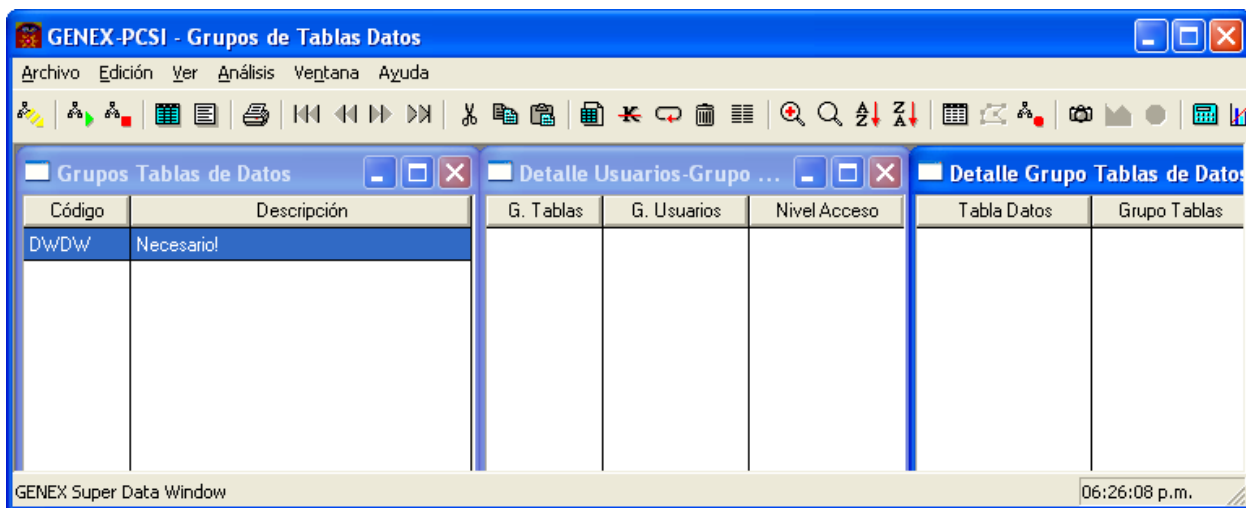 GENEX-PCSI - Grupos de Tablas Datos
Archivo Edición Ver Análisis Ventana Ayuda
Grupos Tablas de Datos
Detalle Usuarios-Grupo ...
Detalle Grupo Tablas de Datos
Código Descripción
G. Tablas G. Usuarios Nivel Acceso
Tabla Datos Grupo Tablas
DWDW Necesario!
GENEX Super Data Window
06:26:08 p.m.